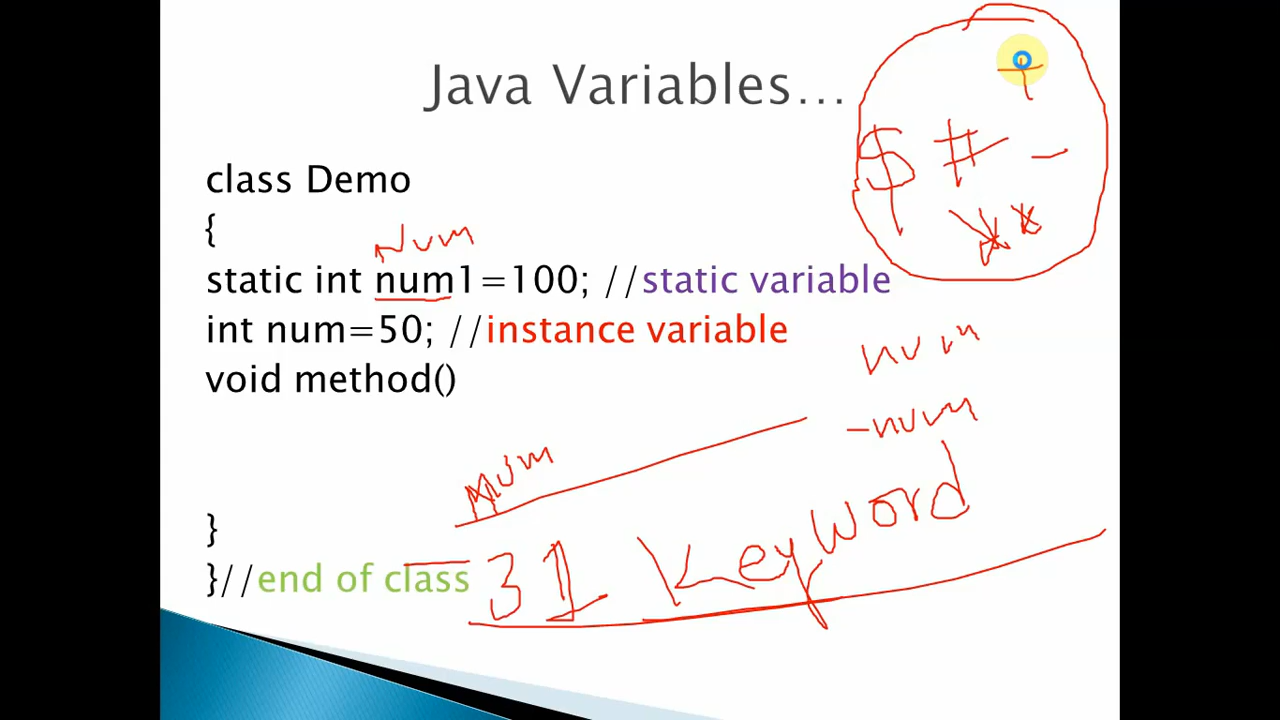 Java Variables...
$ # -
**
class Demo
{
Num
static int num1=100; //static variable
int num=50; //instance variable
num
void method()
-num
Num
}
31 KeyWord
}//end of class